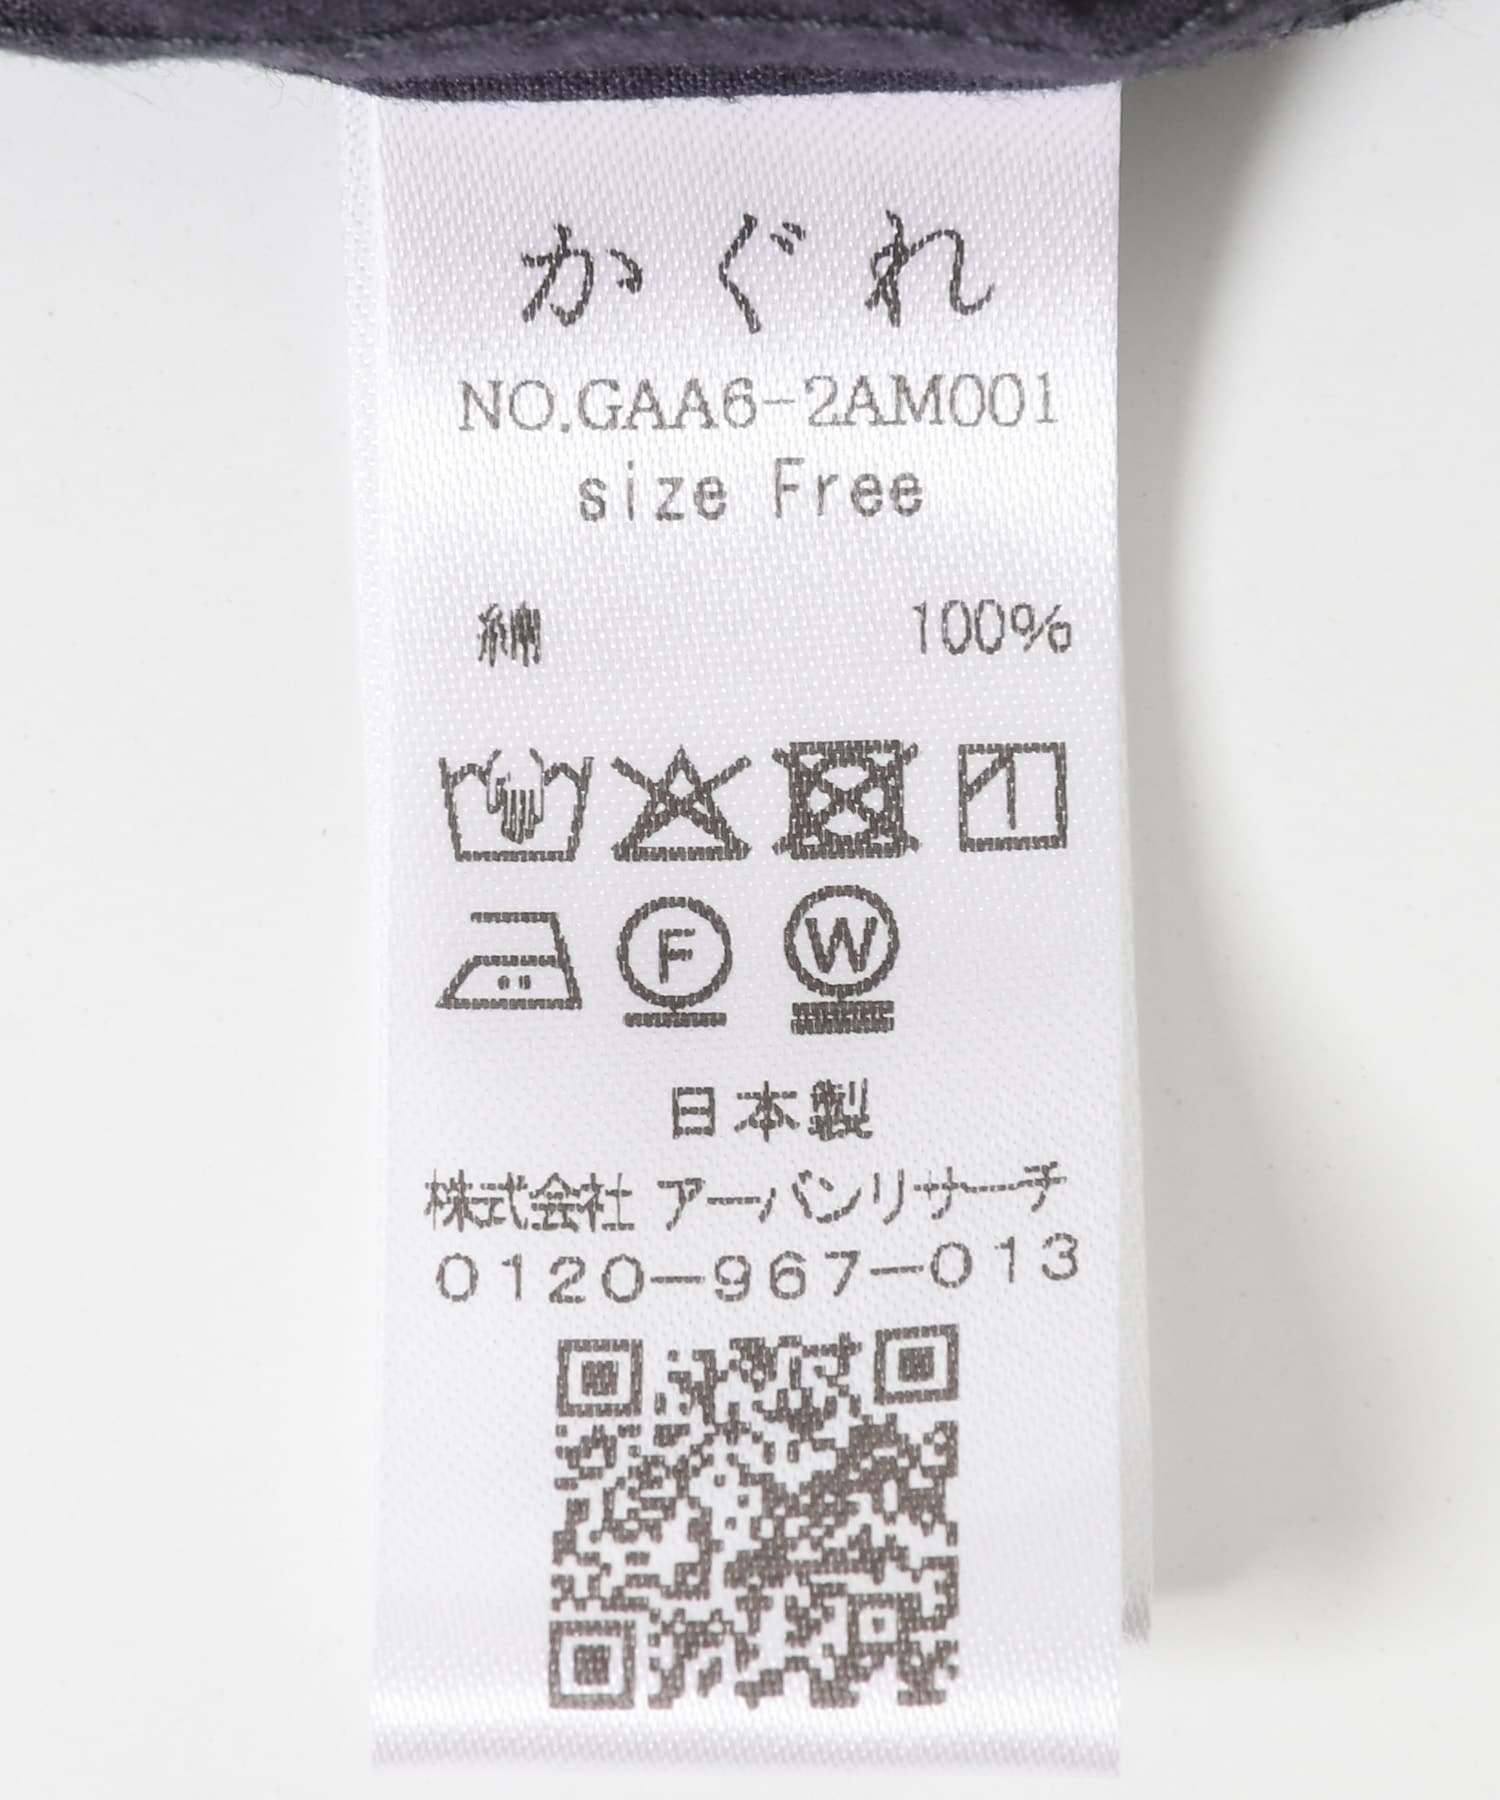 かぐれ
NO.GAA6-2AM001
size Free
綿 100%
F W
日本製
株式会社 アーバンリサーチ
0120-967-013